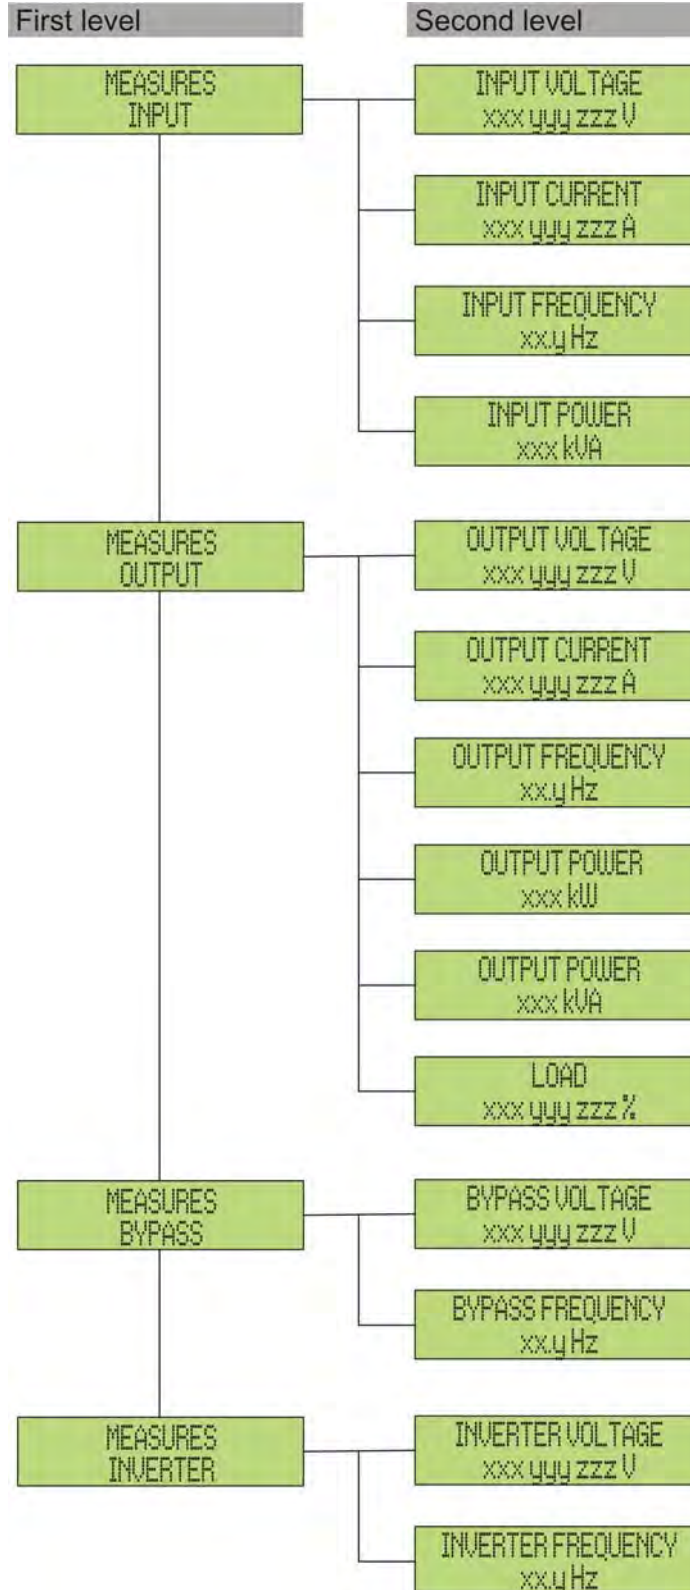 First level
Second level
MEASURES
INPUT
INPUT VOLTAGE
xxx yyy zzz V
INPUT CURRENT
xxx yyy zzz A
INPUT FREQUENCY
xx.y Hz
INPUT POWER
xxx kVA
MEASURES
OUTPUT
OUTPUT VOLTAGE
xxx yyy zzz V
OUTPUT CURRENT
xxx yyy zzz A
OUTPUT FREQUENCY
xx.y Hz
OUTPUT POWER
xxx kW
OUTPUT POWER
xxx kVA
LOAD
xxx yyy zzz %
MEASURES
BYPASS
BYPASS VOLTAGE
xxx yyy zzz V
BYPASS FREQUENCY
xx.y Hz
MEASURES
INVERTER
INVERTER VOLTAGE
xxx yyy zzz V
INVERTER FREQUENCY
xx.y Hz